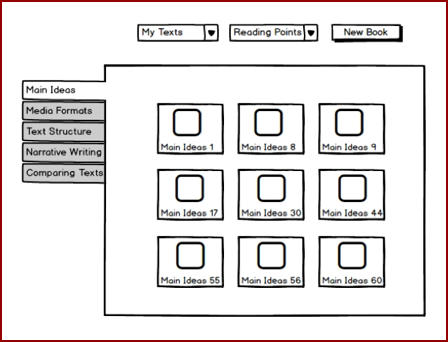 My Texts
Reading Points
New Book
Main Ideas
Media Formats
Text Structure
Narrative Writing
Comparing Texts
Main Ideas 1
Main Ideas 8
Main Ideas 9
Main Ideas 17
Main Ideas 30
Main Ideas 44
Main Ideas 55
Main Ideas 56
Main Ideas 60